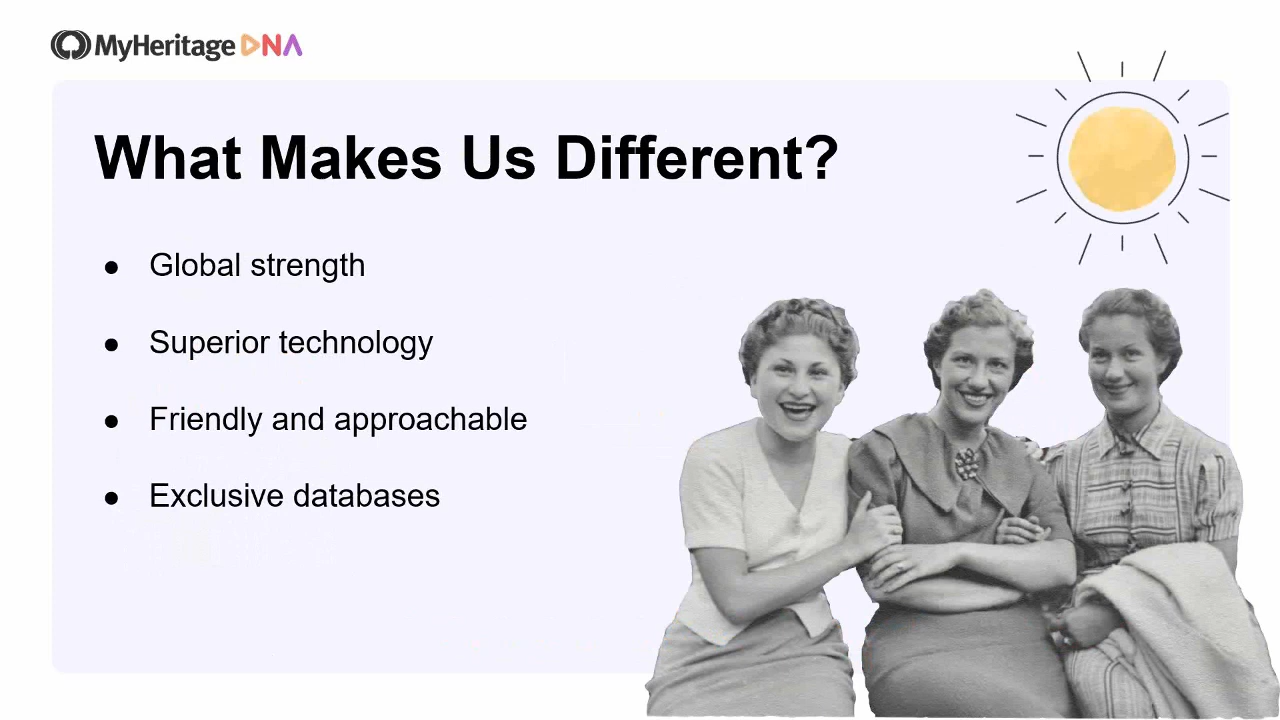 MyHeritage DNA
What Makes Us Different?
● Global strength
● Superior technology
● Friendly and approachable
● Exclusive databases